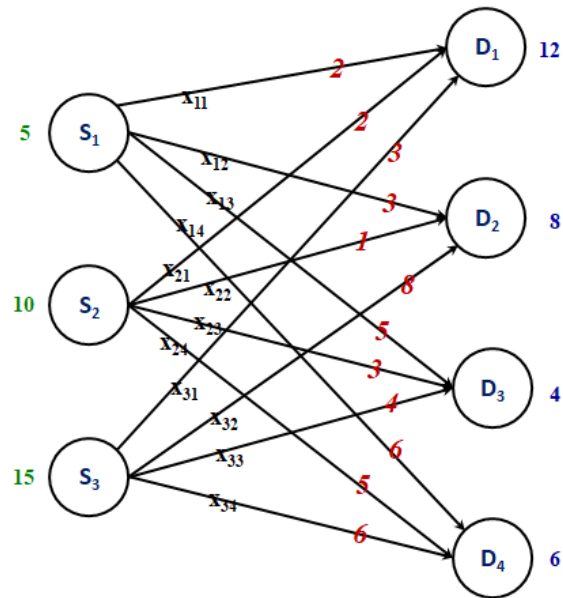 D₁ 12
2
x₁₁
5 S₁
2
3
x₁₂
x₁₃
3
D₂ 8
x₁₄
1
x₂₁
8
x₂₂
10 S₂
x₂₃
5
x₂₄
3
D₃ 4
x₃₁
4
x₃₂
6
x₃₃
15 S₃
5
x₃₄
6
D₄ 6